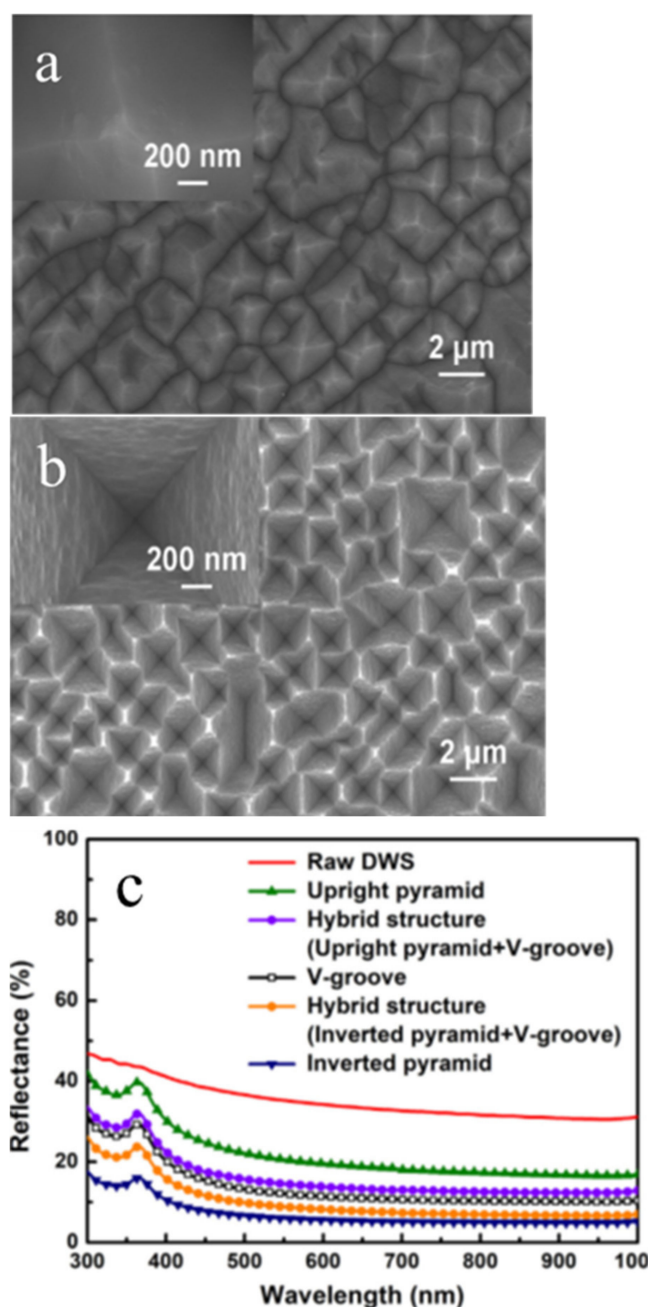 a
200 nm
2 µm
b
200 nm
2 µm
c
100
80
60
40
20
0
Reflectance (%)
Raw DWS
Upright pyramid
Hybrid structure
(Upright pyramid+V-groove)
V-groove
Hybrid structure
(Inverted pyramid+V-groove)
Inverted pyramid
300 400 500 600 700 800 900 100
Wavelength (nm)